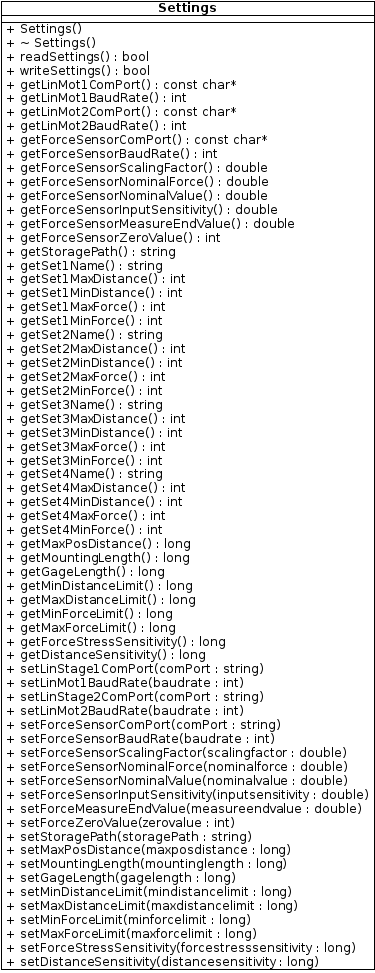 Settings
+ Settings()
+ ~ Settings()
+ readSettings() : bool
+ writeSettings() : bool
+ getLinMot1ComPort() : const char*
+ getLinMot1BaudRate() : int
+ getLinMot2ComPort() : const char*
+ getLinMot2BaudRate() : int
+ getForceSensorComPort() : const char*
+ getForceSensorBaudRate() : int
+ getForceSensorScalingFactor() : double
+ getForceSensorNominalForce() : double
+ getForceSensorNominalValue() : double
+ getForceSensorInputSensitivity() : double
+ getForceSensorMeasureEndValue() : double
+ getForceSensorZeroValue() : int
+ getStoragePath() : string
+ getSet1Name() : string
+ getSet1MaxDistance() : int
+ getSet1MinDistance() : int
+ getSet1MaxForce() : int
+ getSet1MinForce() : int
+ getSet2Name() : string
+ getSet2MaxDistance() : int
+ getSet2MinDistance() : int
+ getSet2MaxForce() : int
+ getSet2MinForce() : int
+ getSet3Name() : string
+ getSet3MaxDistance() : int
+ getSet3MinDistance() : int
+ getSet3MaxForce() : int
+ getSet3MinForce() : int
+ getSet4Name() : string
+ getSet4MaxDistance() : int
+ getSet4MinDistance() : int
+ getSet4MaxForce() : int
+ getSet4MinForce() : int
+ getMaxPosDistance() : long
+ getMountingLength() : long
+ getGageLength() : long
+ getMinDistanceLimit() : long
+ getMaxDistanceLimit() : long
+ getMinForceLimit() : long
+ getMaxForceLimit() : long
+ getForceStressSensitivity() : long
+ getDistanceSensitivity() : long
+ setLinStage1ComPort(comPort : string)
+ setLinMot1BaudRate(baudrate : int)
+ setLinStage2ComPort(comPort : string)
+ setLinMot2BaudRate(baudrate : int)
+ setForceSensorComPort(comPort : string)
+ setForceSensorBaudRate(baudrate : int)
+ setForceSensorScalingFactor(scalingfactor : double)
+ setForceSensorNominalForce(nominalforce : double)
+ setForceSensorNominalValue(nominalvalue : double)
+ setForceSensorInputSensitivity(inputsensitivity : double)
+ setForceMeasureEndValue(measureendvalue : double)
+ setForceZeroValue(zerovalue : int)
+ setStoragePath(storagePath : string)
+ setMaxPosDistance(maxposdistance : long)
+ setMountingLength(mountinglength : long)
+ setGageLength(gagelength : long)
+ setMinDistanceLimit(mindistancelimit : long)
+ setMaxDistanceLimit(maxdistancelimit : long)
+ setMinForceLimit(minforcelimit : long)
+ setMaxForceLimit(maxforcelimit : long)
+ setForceStressSensitivity(forcestresssensitivity : long)
+ setDistanceSensitivity(distancesensitivity : long)